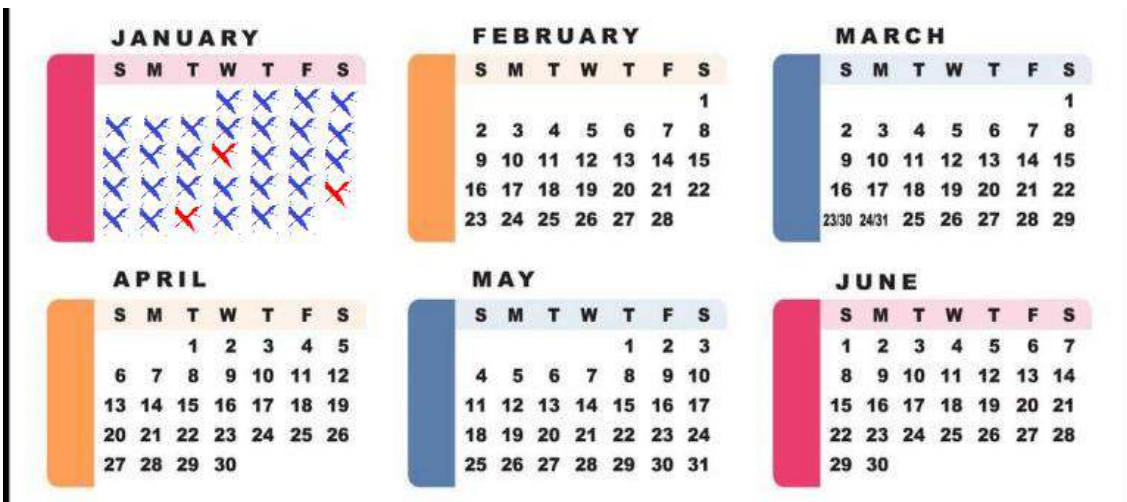 JANUARY
S M T W T F S
FEBRUARY
S M T W T F S
1
2 3 4 5 6 7 8
9 10 11 12 13 14 15
16 17 18 19 20 21 22
23 24 25 26 27 28
MARCH
S M T W T F S
1
2 3 4 5 6 7 8
9 10 11 12 13 14 15
16 17 18 19 20 21 22
23/30 24/31 25 26 27 28 29
APRIL
S M T W T F S
1 2 3 4 5
6 7 8 9 10 11 12
13 14 15 16 17 18 19
20 21 22 23 24 25 26
27 28 29 30
MAY
S M T W T F S
1 2 3
4 5 6 7 8 9 10
11 12 13 14 15 16 17
18 19 20 21 22 23 24
25 26 27 28 29 30 31
JUNE
S M T W T F S
1 2 3 4 5 6 7
8 9 10 11 12 13 14
15 16 17 18 19 20 21
22 23 24 25 26 27 28
29 30